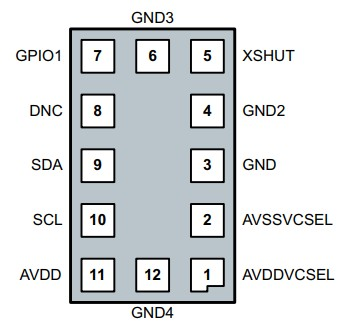 GND3
GPIO1 7 6 5 XSHUT
DNC 8 4 GND2
SDA 9 3 GND
SCL 10 2 AVSSVCSEL
AVDD 11 12 1 AVDDVCSEL
GND4